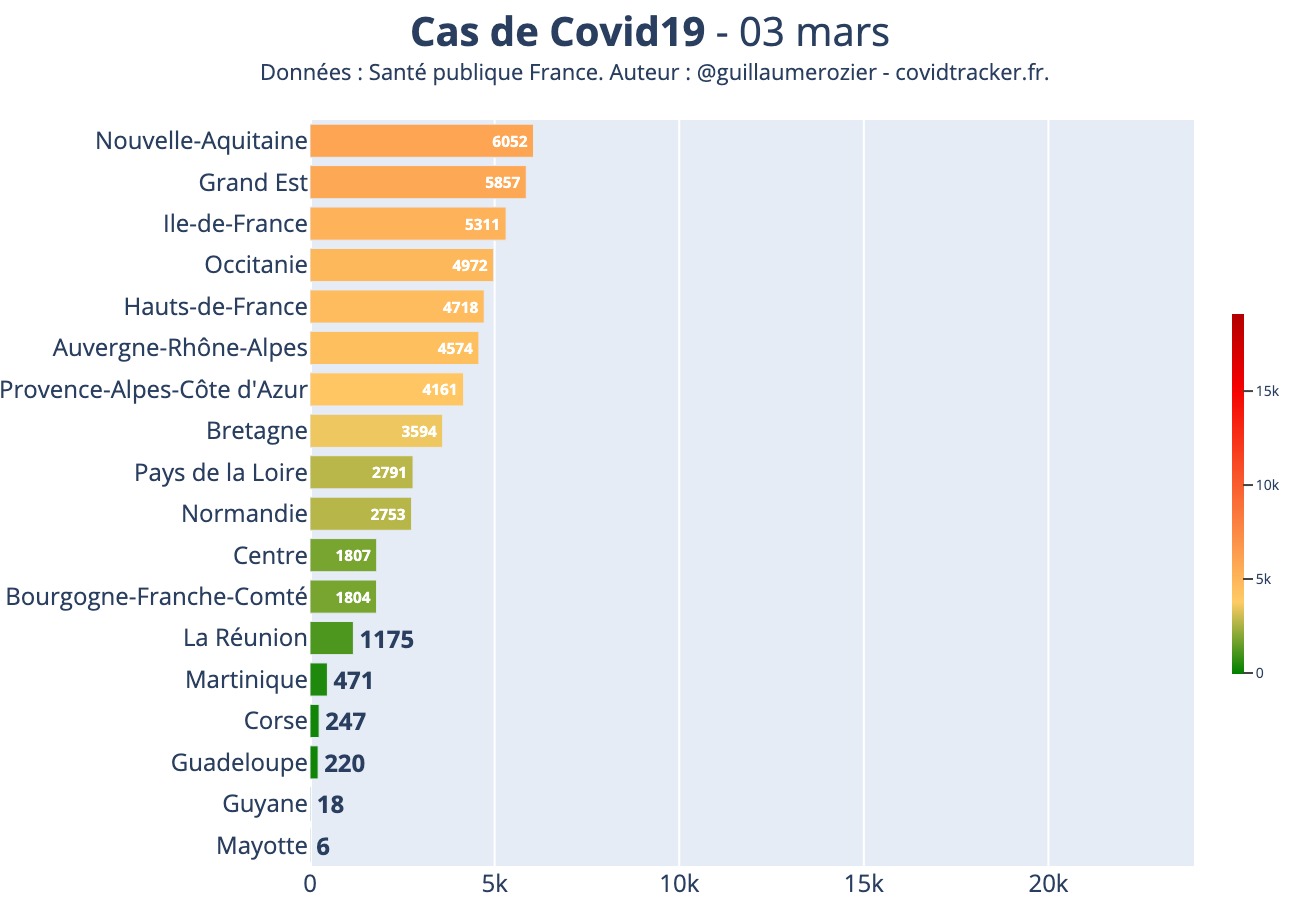 Cas de Covid19 - 03 mars
Données : Santé publique France. Auteur : @guillaumerozier - covidtracker.fr.
Nouvelle-Aquitaine 6052
Grand Est 5857
Ile-de-France 5311
Occitanie 4972
Hauts-de-France 4718
Auvergne-Rhône-Alpes 4574
Provence-Alpes-Côte d'Azur 4161
Bretagne 3594
Pays de la Loire 2791
Normandie 2753
Centre 1807
Bourgogne-Franche-Comté 1804
La Réunion 1175
Martinique 471
Corse 247
Guadeloupe 220
Guyane 18
Mayotte 6
0 5k 10k 15k 20k
15k
10k
5k
0